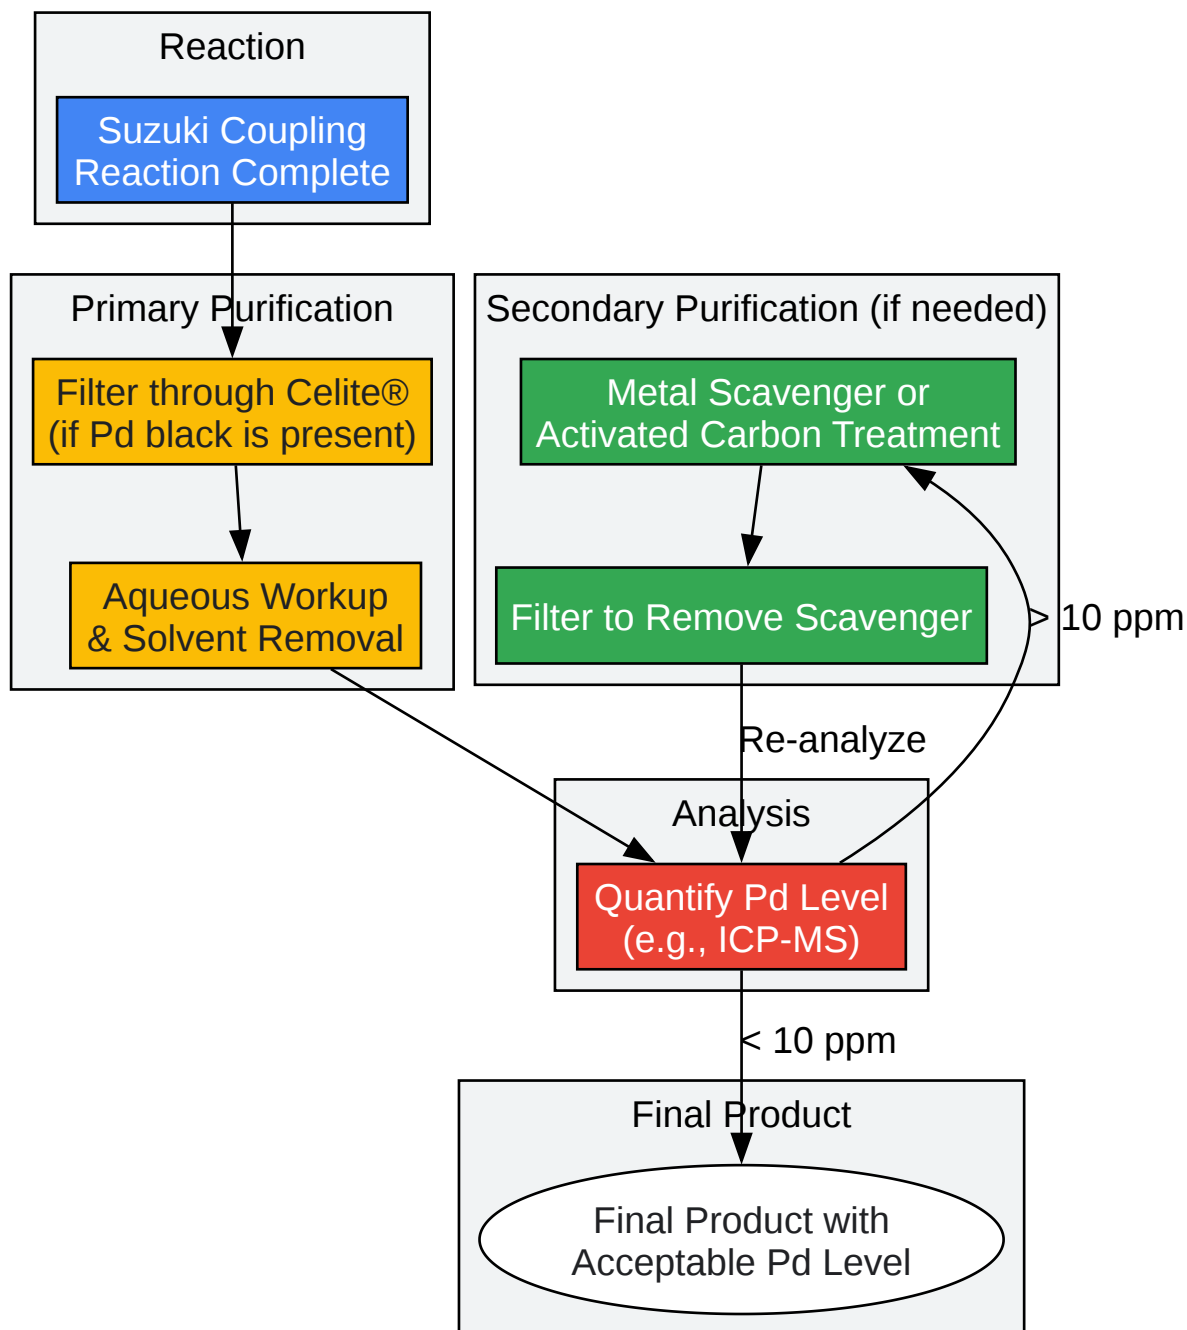 Reaction
Suzuki Coupling
Reaction Complete
Primary Purification
Filter through Celite®
(if Pd black is present)
Aqueous Workup
& Solvent Removal
Secondary Purification (if needed)
Metal Scavenger or
Activated Carbon Treatment
Filter to Remove Scavenger
> 10 ppm
Re-analyze
Analysis
Quantify Pd Level
(e.g., ICP-MS)
< 10 ppm
Final Product
Final Product with
Acceptable Pd Level